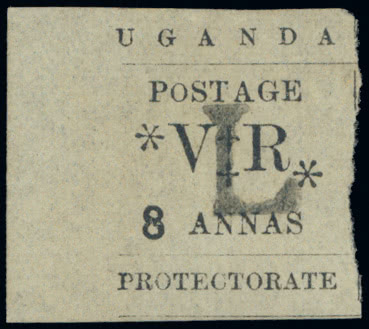 UGANDA
POSTAGE
*V‡R*
L
8 ANNAS
PROTECTORATE